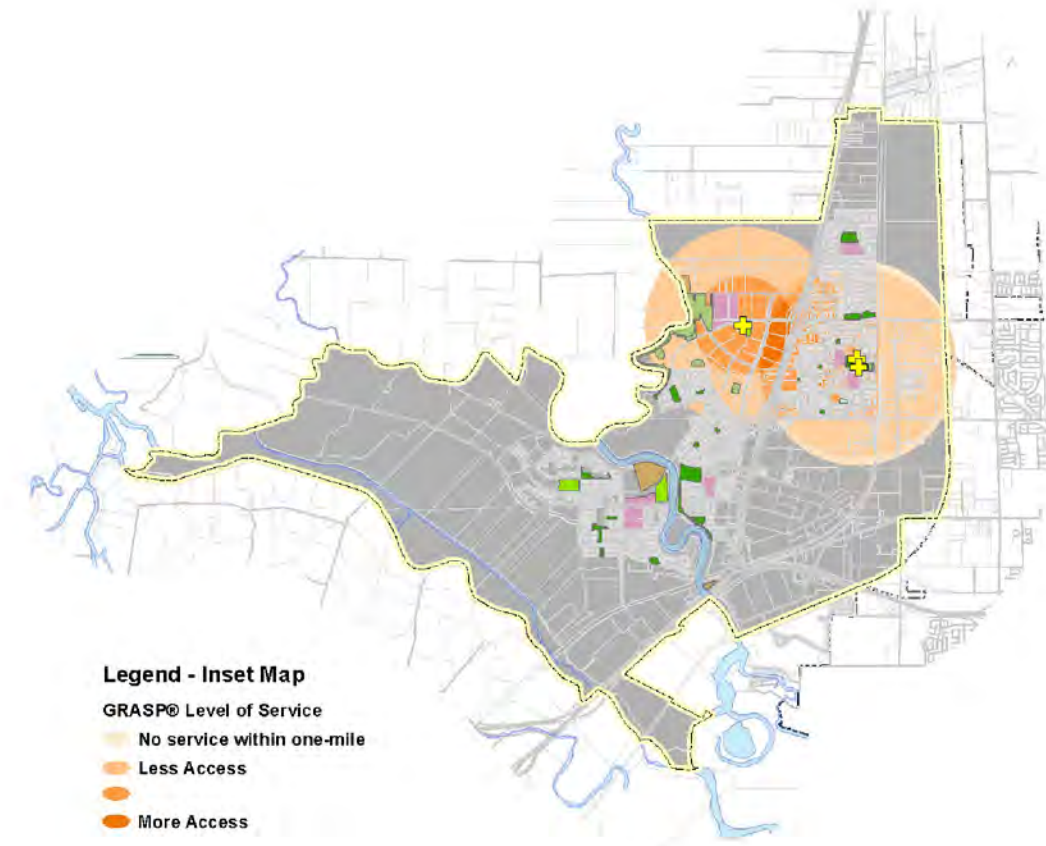 Legend - Inset Map
GRASP® Level of Service
No service within one-mile
Less Access
More Access